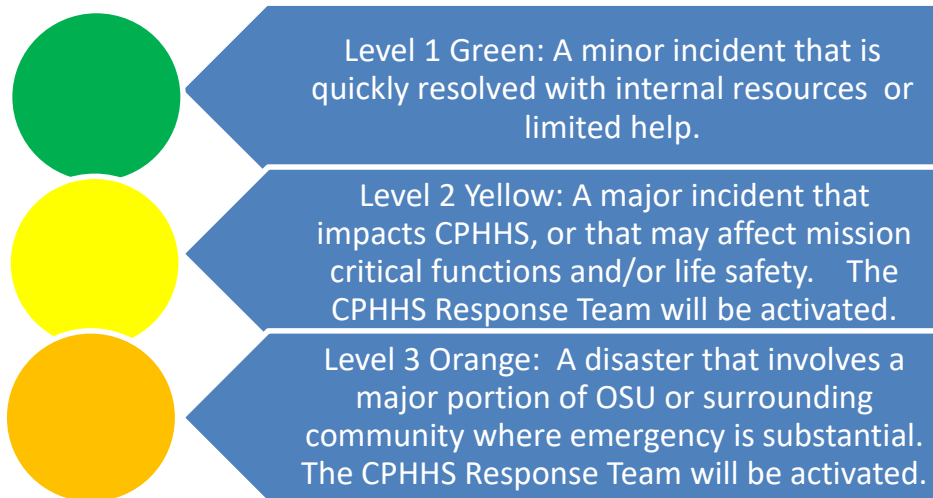 Level 1 Green: A minor incident that is
quickly resolved with internal resources  or
limited help.
Level 2 Yellow: A major incident that
impacts CPHHS, or that may affect mission
critical functions and/or life safety.    The
CPHHS Response Team will be activated.
Level 3 Orange:  A disaster that involves a
major portion of OSU or surrounding
community where emergency is substantial.
The CPHHS Response Team will be activated.